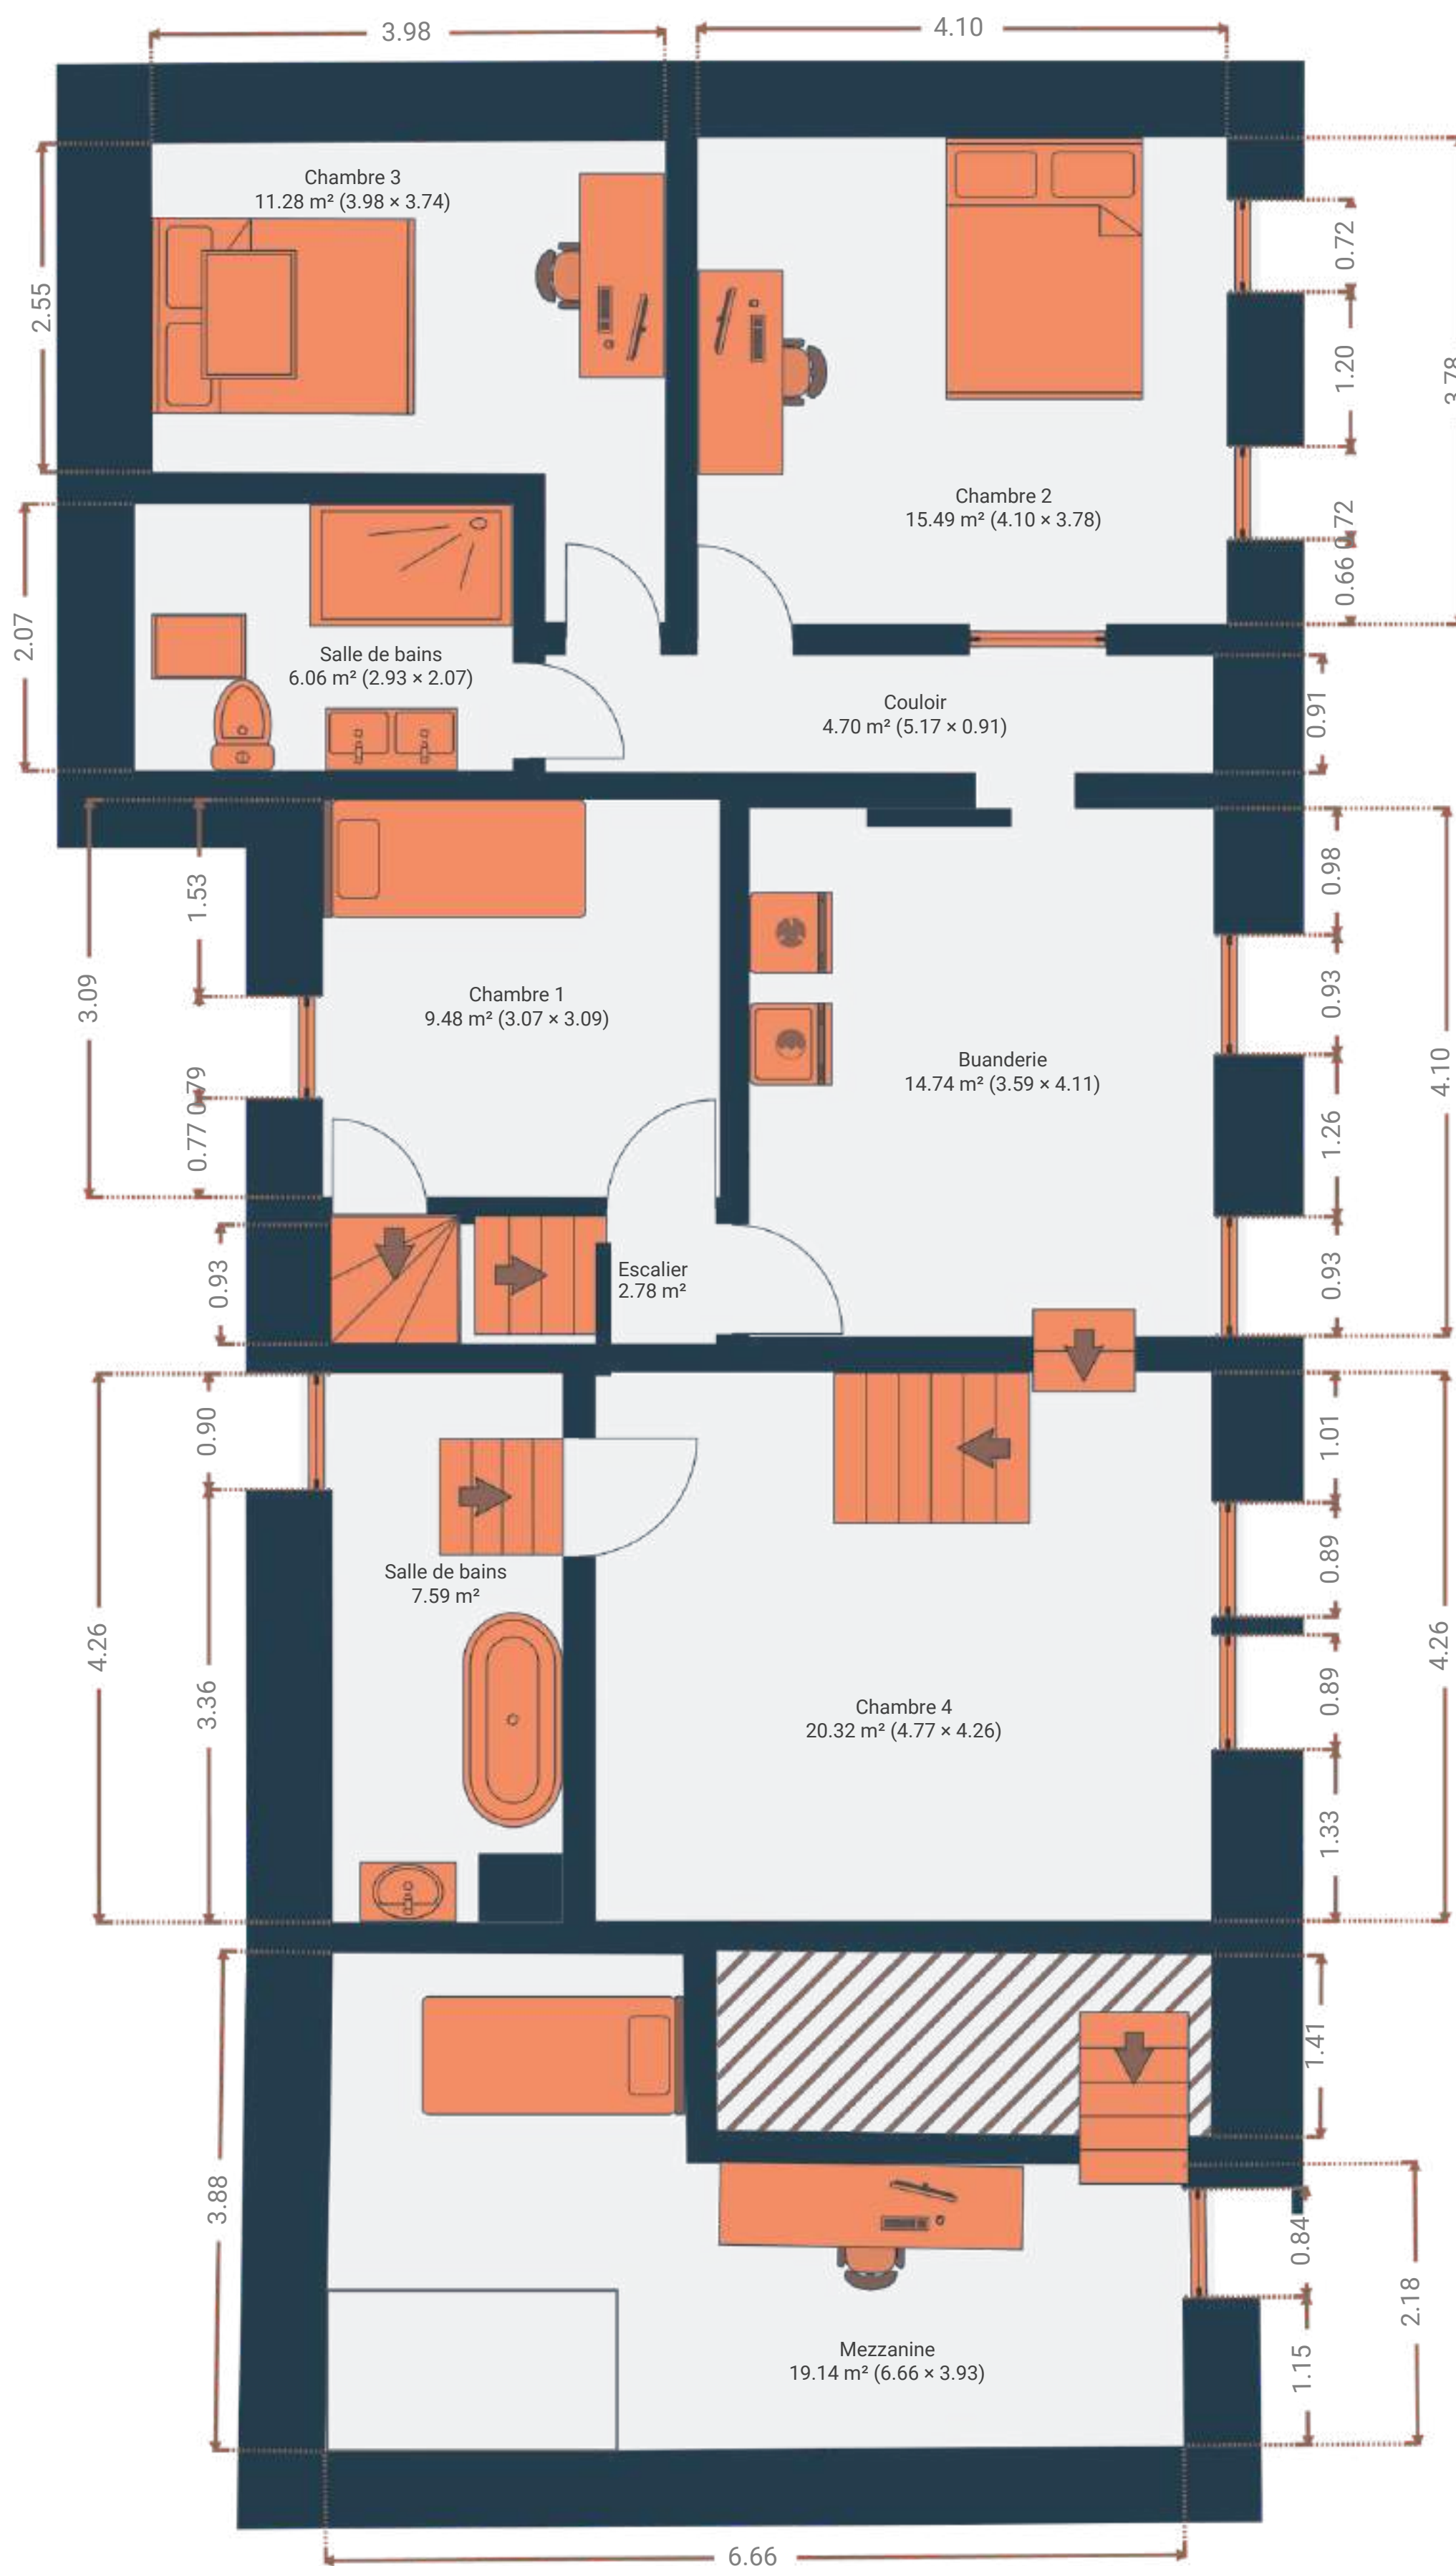 3.98
4.10
Chambre 3
11.28 m² (3.98 × 3.74)
2.55
0.72
1.20
3.78
Chambre 2
15.49 m² (4.10 × 3.78)
0.72
0.66
2.07
Salle de bains
6.06 m² (2.93 × 2.07)
Couloir
4.70 m² (5.17 × 0.91)
0.91
1.53
0.98
3.09
Chambre 1
9.48 m² (3.07 × 3.09)
0.93
Buanderie
14.74 m² (3.59 × 4.11)
4.10
0.79
0.77
1.26
0.93
Escalier
2.78 m²
0.93
0.90
1.01
Salle de bains
7.59 m²
0.89
4.26
3.36
4.26
0.89
Chambre 4
20.32 m² (4.77 × 4.26)
1.33
1.41
3.88
0.84
2.18
Mezzanine
19.14 m² (6.66 × 3.93)
1.15
6.66